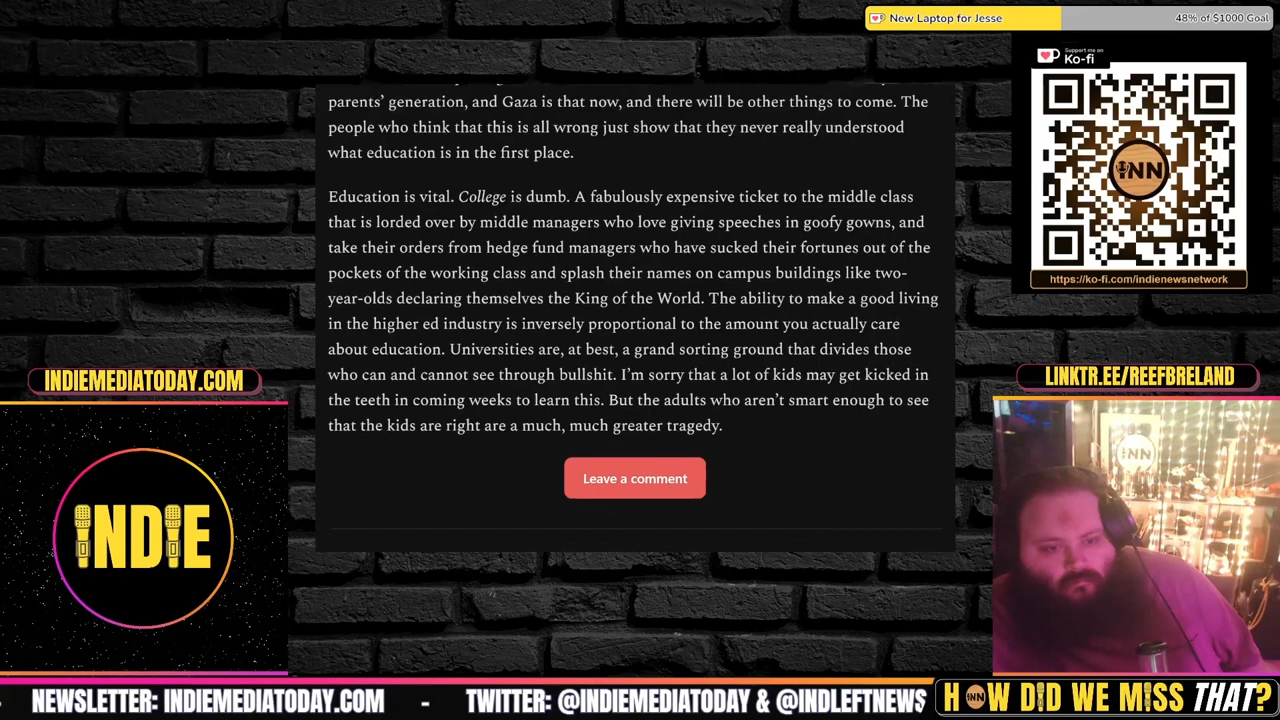 New Laptop for Jesse
48% of $1000 Goal
Support me on
Ko-fi
INN
https://ko-fi.com/indienewsnetwork
parents’ generation, and Gaza is that now, and there will be other things to come. The
people who think that this is all wrong just show that they never really understood
what education is in the first place.
Education is vital. College is dumb. A fabulously expensive ticket to the middle class
that is lorded over by middle managers who love giving speeches in goofy gowns, and
take their orders from hedge fund managers who have sucked their fortunes out of the
pockets of the working class and splash their names on campus buildings like two-
year-olds declaring themselves the King of the World. The ability to make a good living
in the higher ed industry is inversely proportional to the amount you actually care
about education. Universities are, at best, a grand sorting ground that divides those
who can and cannot see through bullshit. I’m sorry that a lot of kids may get kicked in
the teeth in coming weeks to learn this. But the adults who aren’t smart enough to see
that the kids are right are a much, much greater tragedy.
Leave a comment
INDIEMEDIATODAY.COM
INDIE
LINKTR.EE/REEFBRELAND
INN
NEWSLETTER: INDIEMEDIATODAY.COM - TWITTER: @INDIEMEDIATODAY & @INDLEFTNEWS
HOW DID WE MISS THAT?